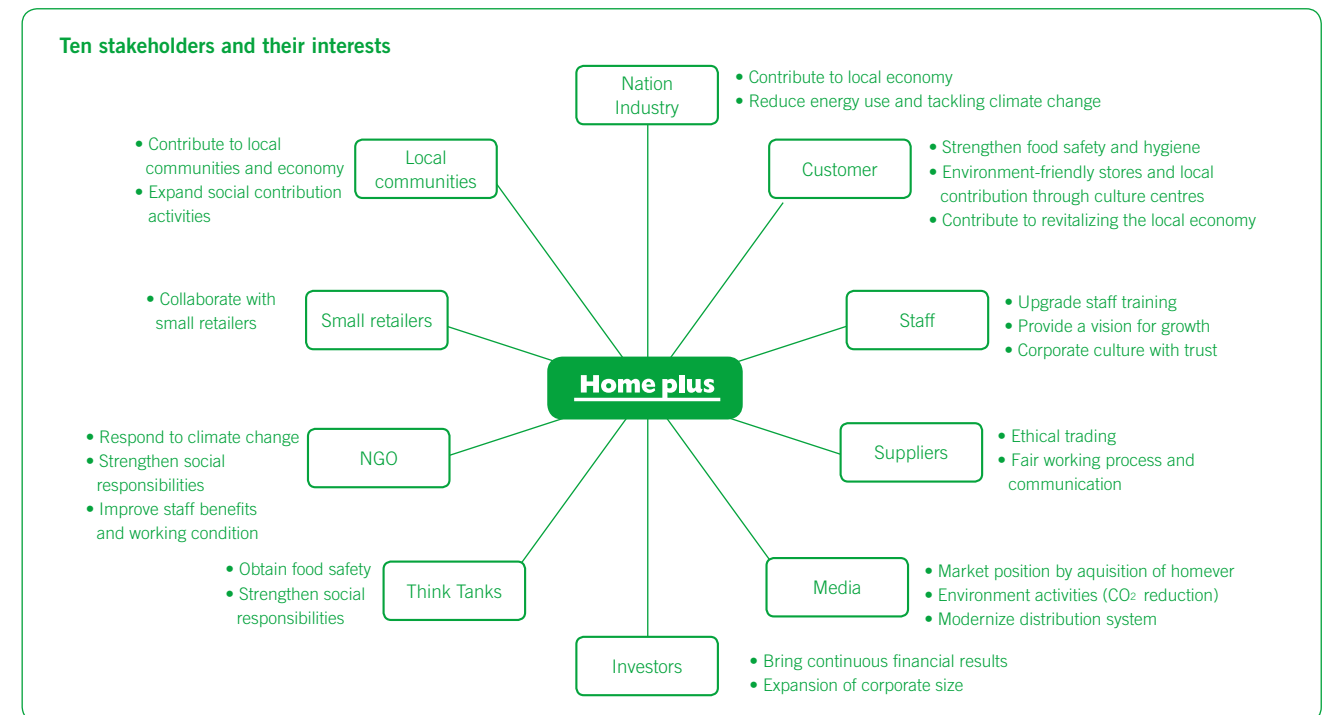 Ten stakeholders and their interests
Nation
Industry
• Contribute to local economy
• Reduce energy use and tackling climate change
Customer
• Strengthen food safety and hygiene
• Environment-friendly stores and local
contribution through culture centres
• Contribute to revitalizing the local economy
Staff
• Upgrade staff training
• Provide a vision for growth
• Corporate culture with trust
Suppliers
• Ethical trading
• Fair working process and
communication
Media
• Market position by aquisition of homever
• Environment activities (CO2 reduction)
• Modernize distribution system
Investors
• Bring continuous financial results
• Expansion of corporate size
Think Tanks
• Obtain food safety
• Strengthen social
responsibilities
NGO
• Respond to climate change
• Strengthen social
responsibilities
• Improve staff benefits
and working condition
Small retailers
• Collaborate with
small retailers
Local
communities
• Contribute to local
communities and economy
• Expand social contribution
activities
Home plus